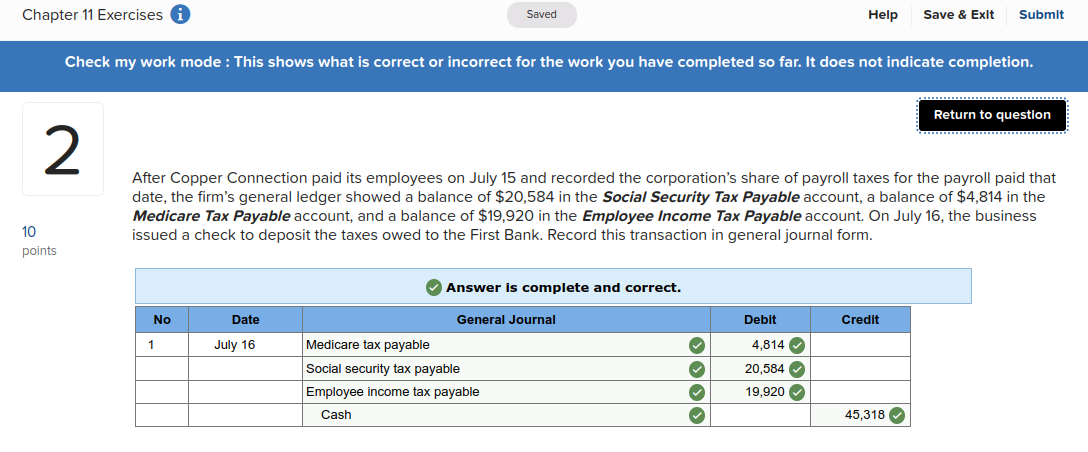 Chapter 11 Exercises i
Saved
Help Save & Exit Submit
Check my work mode : This shows what is correct or incorrect for the work you have completed so far. It does not indicate completion.
Return to question
2
10
points
After Copper Connection paid its employees on July 15 and recorded the corporation's share of payroll taxes for the payroll paid that
date, the firm's general ledger showed a balance of $20,584 in the Social Security Tax Payable account, a balance of $4,814 in the
Medicare Tax Payable account, and a balance of $19,920 in the Employee Income Tax Payable account. On July 16, the business
issued a check to deposit the taxes owed to the First Bank. Record this transaction in general journal form.
Answer is complete and correct.
No Date General Journal Debit Credit
1 July 16 Medicare tax payable 4,814
Social security tax payable 20,584
Employee income tax payable 19,920
Cash 45,318